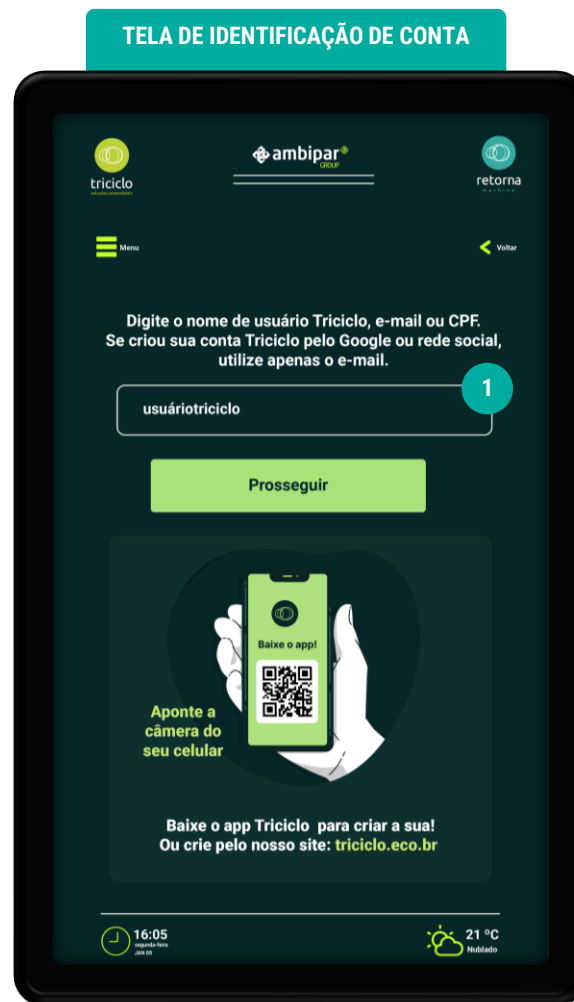 TELA DE IDENTIFICAÇÃO DE CONTA
triciclo
soluções sustentáveis
ambipar
GROUP
retorna
machine
Menu
Voltar
Digite o nome de usuário Triciclo, e-mail ou CPF.
Se criou sua conta Triciclo pelo Google ou rede social,
utilize apenas o e-mail.
1
usuáriotriciclo
Prosseguir
Baixe o app!
Aponte a
câmera do
seu celular
Baixe o app Triciclo para criar a sua!
Ou crie pelo nosso site: triciclo.eco.br
16:05
segunda-feira
JAN 05
21 ºC
Nublado